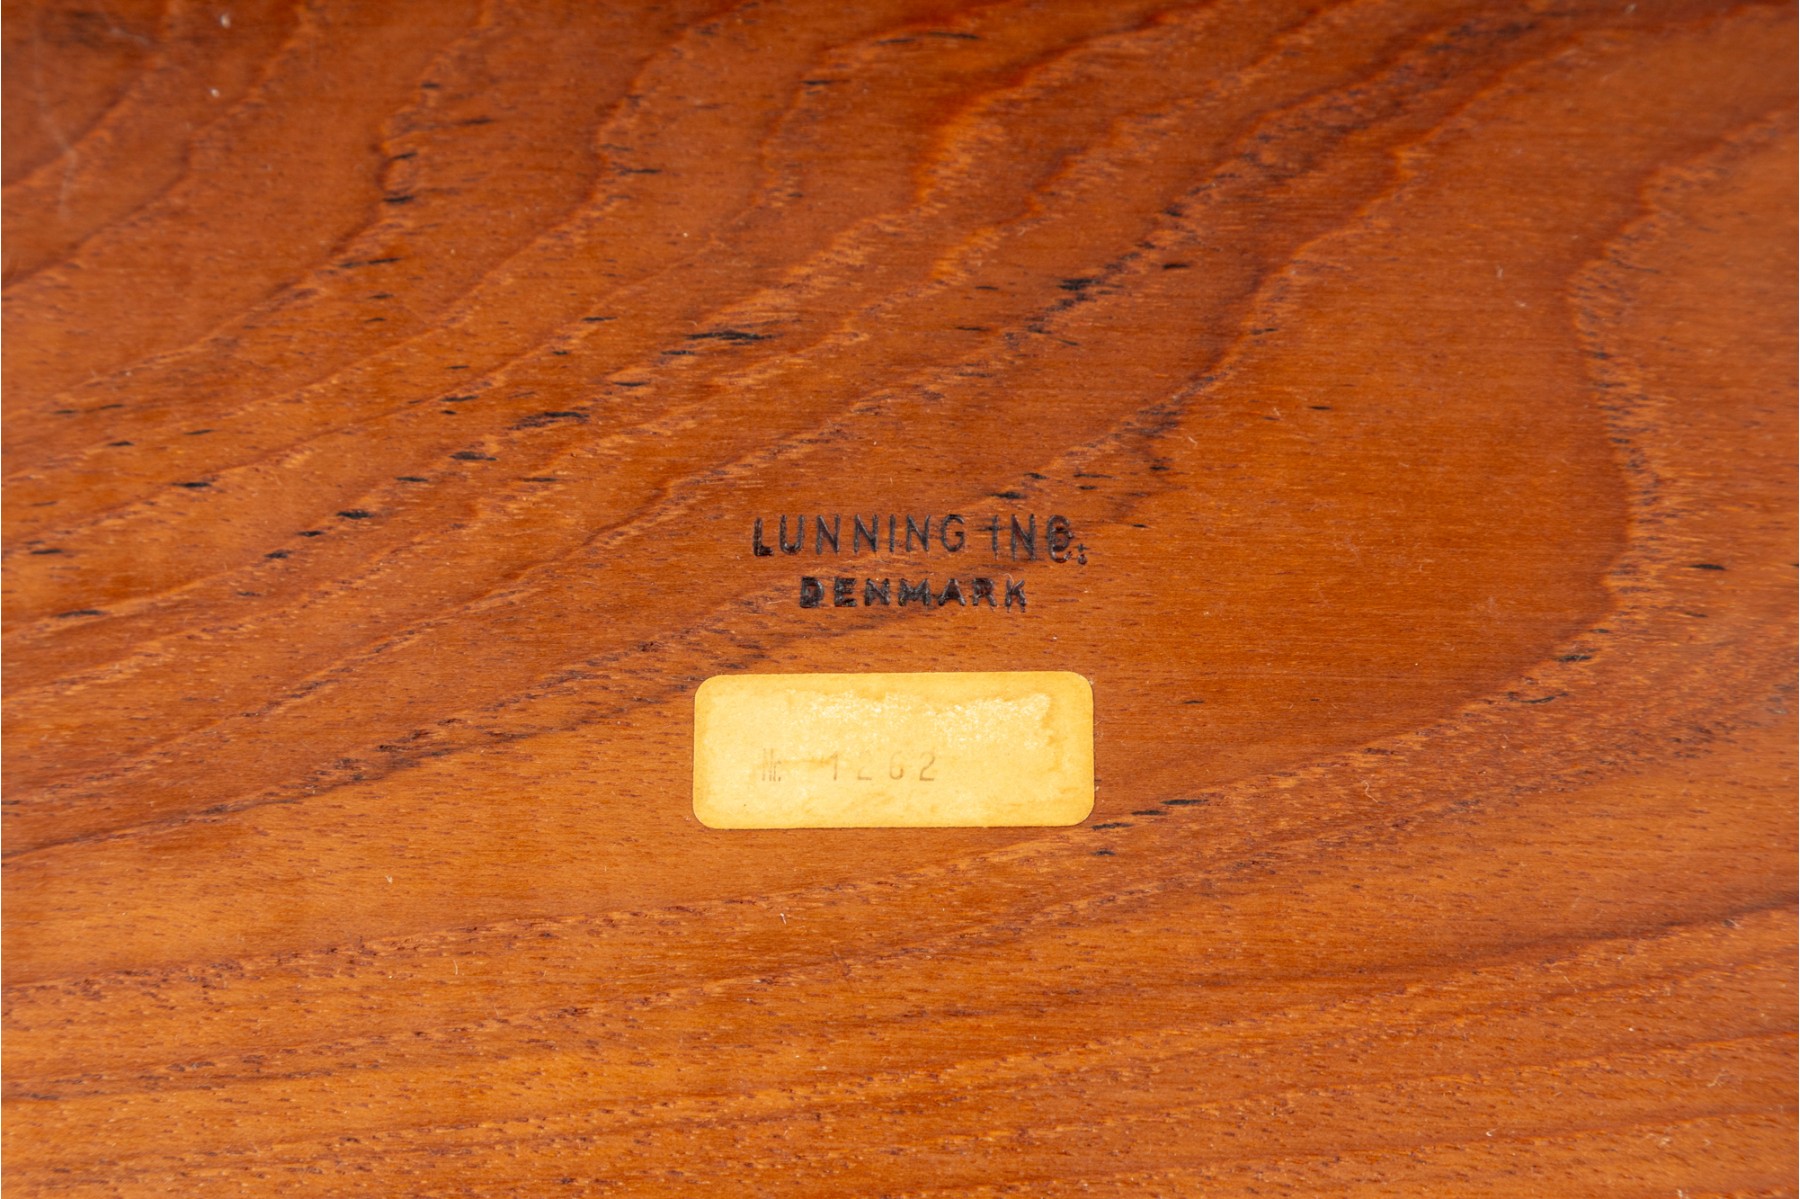 LUNNING INC.
DENMARK
Nr. 1262